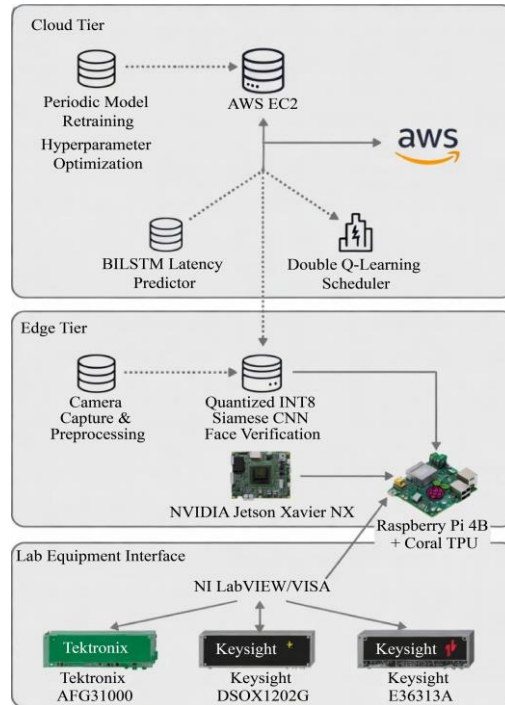 Cloud Tier
Periodic Model
Retraining
Hyperparameter
Optimization
AWS EC2
aws
BILSTM Latency
Predictor
Double Q-Learning
Scheduler
Edge Tier
Camera
Capture &
Preprocessing
Quantized INT8
Siamese CNN
Face Verification
NVIDIA Jetson Xavier NX
Raspberry Pi 4B
+ Coral TPU
Lab Equipment Interface
NI LabVIEW/VISA
Tektronix
Keysight
Keysight
Tektronix
AFG31000
Keysight
DSOX1202G
Keysight
E36313A